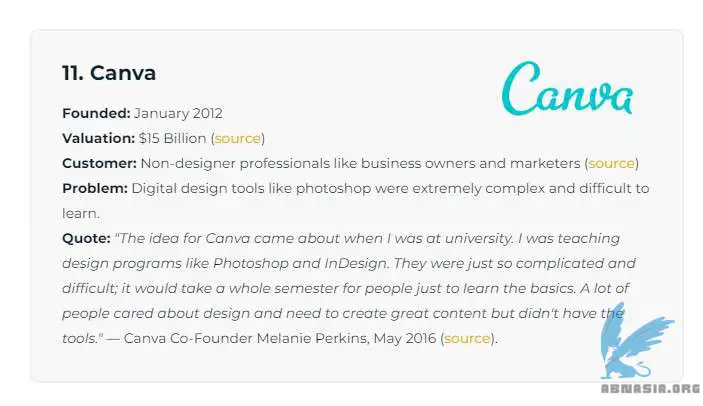 11. Canva
Canva
Founded: January 2012
Valuation: $15 Billion (source)
Customer: Non-designer professionals like business owners and marketers (source)
Problem: Digital design tools like photoshop were extremely complex and difficult to
learn.
Quote: "The idea for Canva came about when I was at university. I was teaching
design programs like Photoshop and InDesign. They were just so complicated and
difficult; it would take a whole semester for people just to learn the basics. A lot of
people cared about design and need to create great content but didn't have the
tools." — Canva Co-Founder Melanie Perkins, May 2016 (source).
ABNASIA.ORG